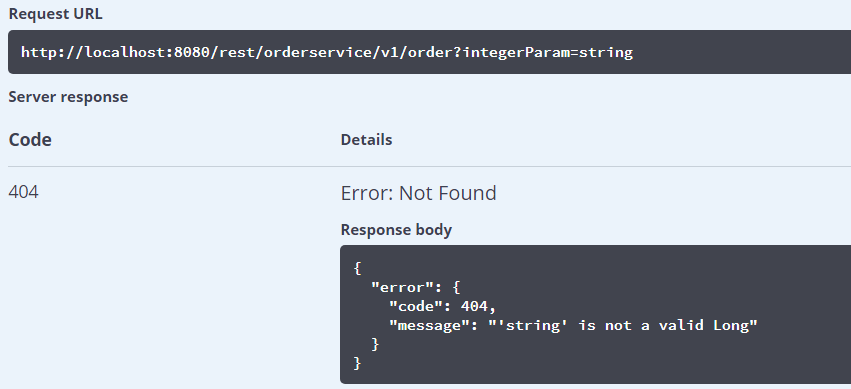 Request URL
http://localhost:8080/rest/orderservice/v1/order?integerParam=string
Server response
Code Details
404 Error: Not Found
Response body
{
"error": {
"code": 404,
"message": "'string' is not a valid Long"
}
}